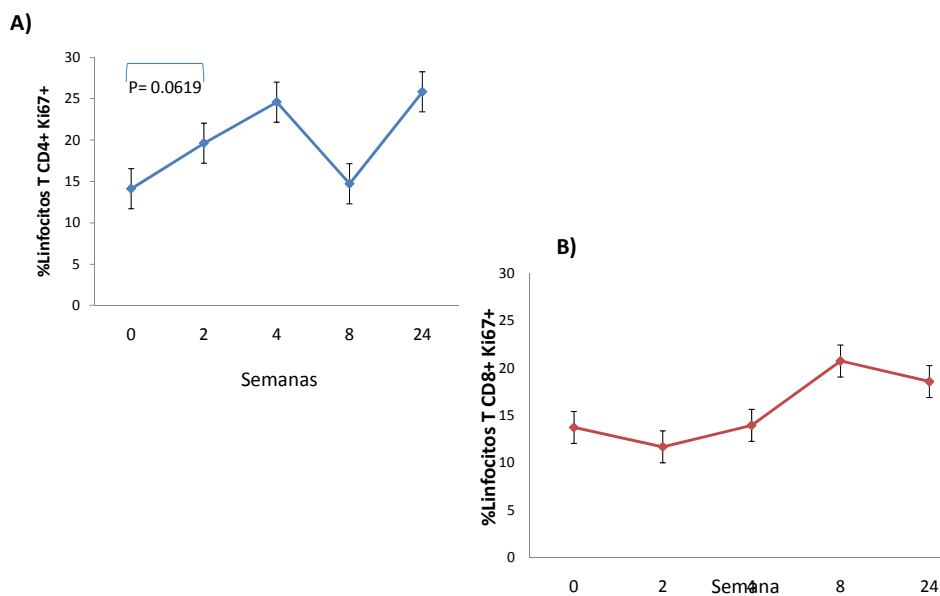 A)
30
25
20
15
10
5
0
%Linfocitos T CD4+ Ki67+
P= 0.0619
0 2 4 8 24
Semanas
B)
30
25
20
15
10
5
0
%Linfocitos T CD8+ Ki67+
0 2 4 8 24
Semana